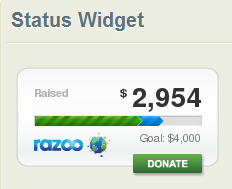 Status Widget
Raised $ 2,954
razoo Goal: $4,000
DONATE